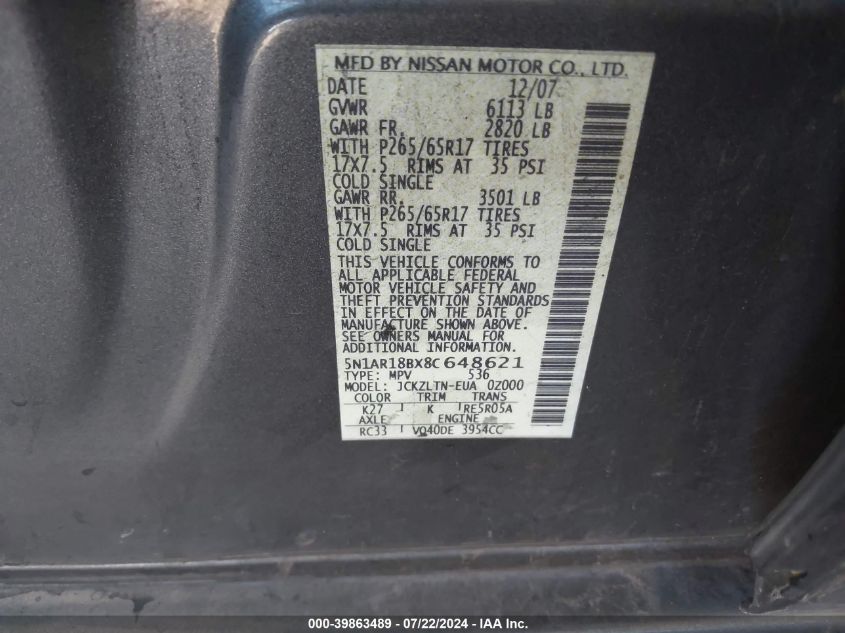 MFD BY NISSAN MOTOR CO., LTD.
DATE 12/07
GVWR 6113 LB
GAWR FR. 2820 LB
WITH P265/65R17 TIRES
17X7.5 RIMS AT 35 PSI
COLD SINGLE
GAWR RR. 3501 LB
WITH P265/65R17 TIRES
17X7.5 RIMS AT 35 PSI
COLD SINGLE
THIS VEHICLE CONFORMS TO
ALL APPLICABLE FEDERAL
MOTOR VEHICLE SAFETY AND
THEFT PREVENTION STANDARDS
IN EFFECT ON THE DATE OF
MANUFACTURE SHOWN ABOVE.
SEE OWNERS MANUAL FOR
ADDITIONAL INFORMATION.
5N1AR18BX8C648621
TYPE: MPV 536
MODEL: JCKZLTN-EUA 0Z000
COLOR TRIM TRANS
K27 K RE5R05A
AXLE ENGINE
RC33 VQ40DE 3954CC
000-39863489 - 07/22/2024 - IAA Inc.